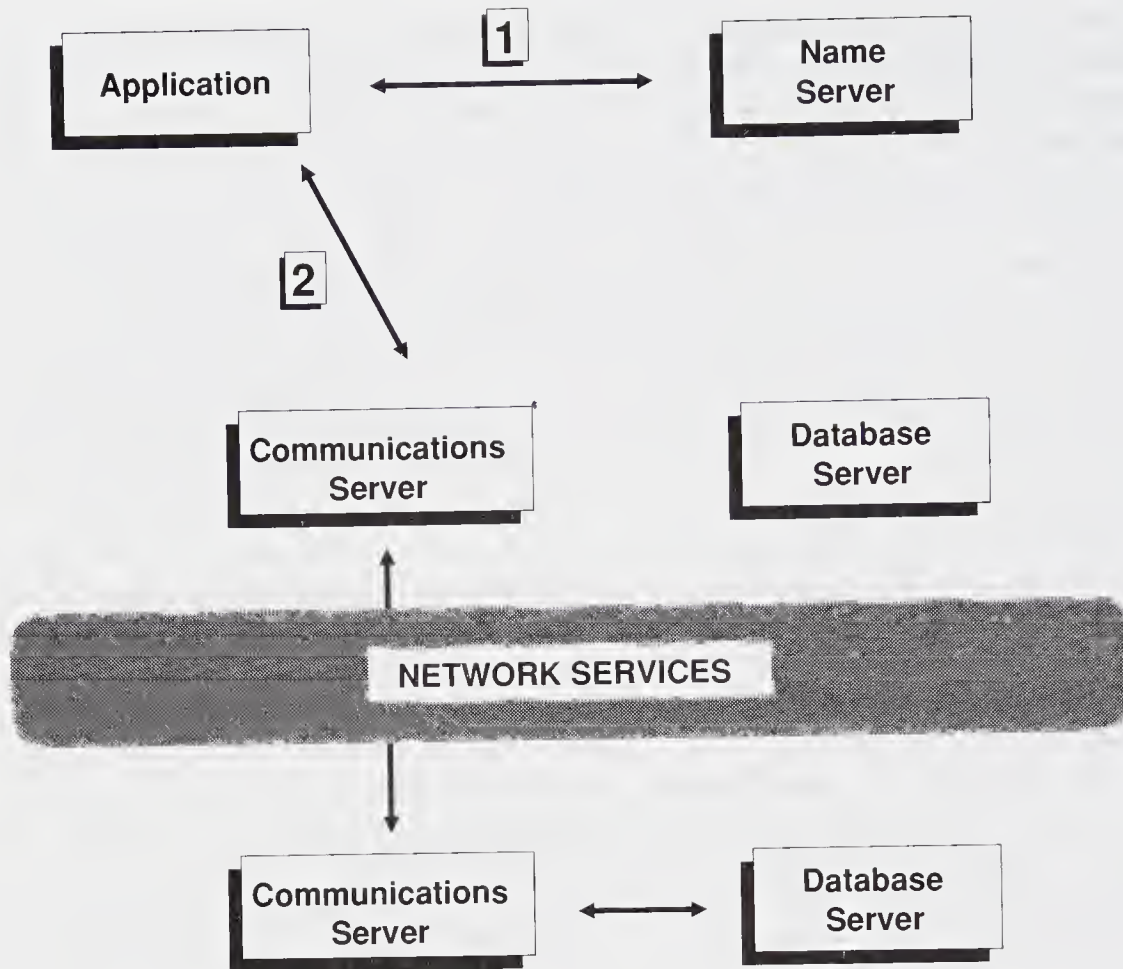 1
Application
Name
Server
2
Communications
Server
Database
Server
NETWORK SERVICES
Communications
Server
Database
Server